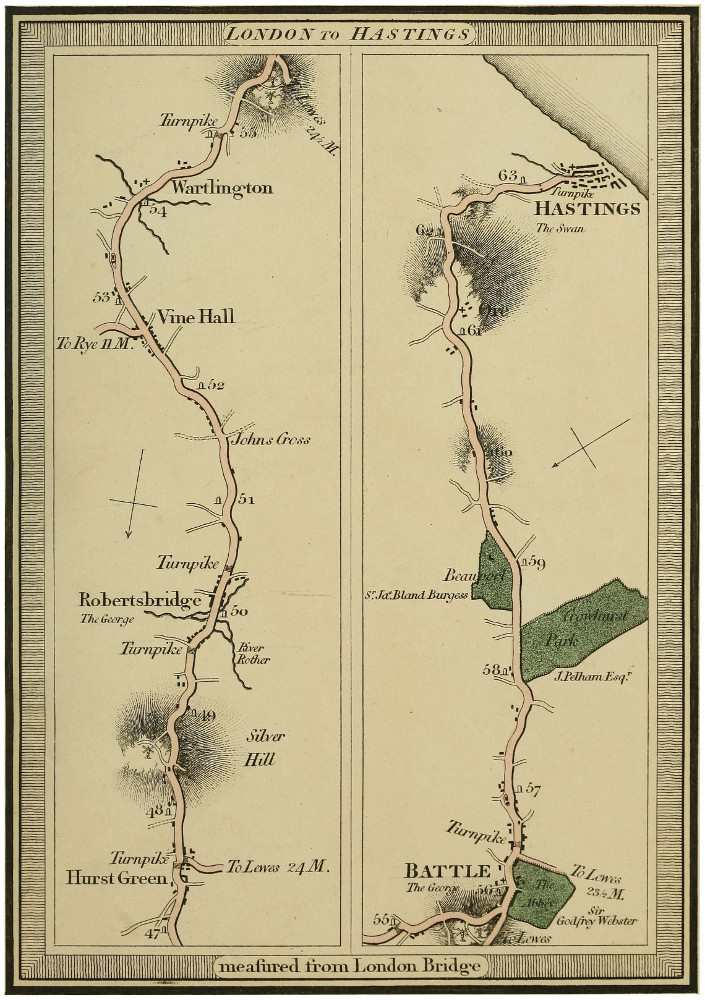 LONDON TO HASTINGS
To Lewes
24½ M.
Turnpike
55
Wartlington
54
53
Vine Hall
To Rye 11 M.
52
Johns Cross
51
Turnpike
Robertsbridge
The George
50
Turnpike
River
Rother
49
Silver
Hill
48
Turnpike
To Lewes 24 M.
Hurst Green
47
63
Turnpike
HASTINGS
The Swan
62
Ore
61
60
59
Beauport
Sr. Jas. Bland Burgess
Crowhurst
Park
58
J. Pelham Esqr.
57
Turnpike
BATTLE
The George
56
The
Abbey
To Lewes
23½ M.
Sir
Godfrey Webster
55
To Lewes
meaſured from London Bridge